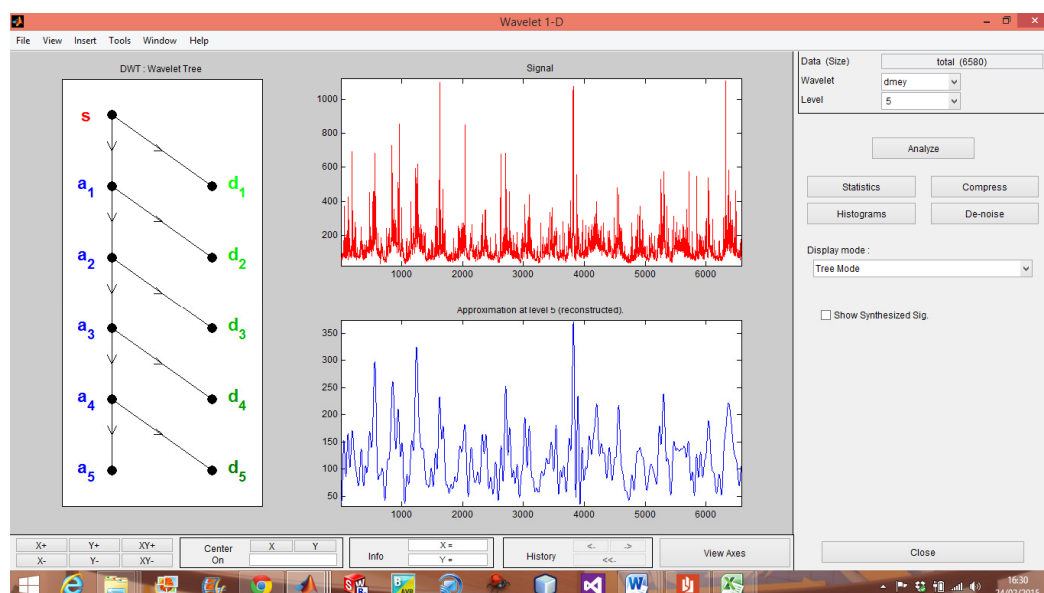 Wavelet 1-D
File View Insert Tools Window Help
DWT : Wavelet Tree
s
a1 d1
a2 d2
a3 d3
a4 d4
a5 d5
Signal
1000
800
600
400
200
1000 2000 3000 4000 5000 6000
Approximation at level 5 (reconstructed).
350
300
250
200
150
100
50
1000 2000 3000 4000 5000 6000
Data (Size) total (6580)
Wavelet dmey
Level 5
Analyze
Statistics Compress
Histograms De-noise
Display mode :
Tree Mode
Show Synthesized Sig.
X+ Y+ XY+
X- Y- XY-
Center On X Y
Info X = Y =
History <- -> <<-
View Axes
Close
16:30
24/02/2015